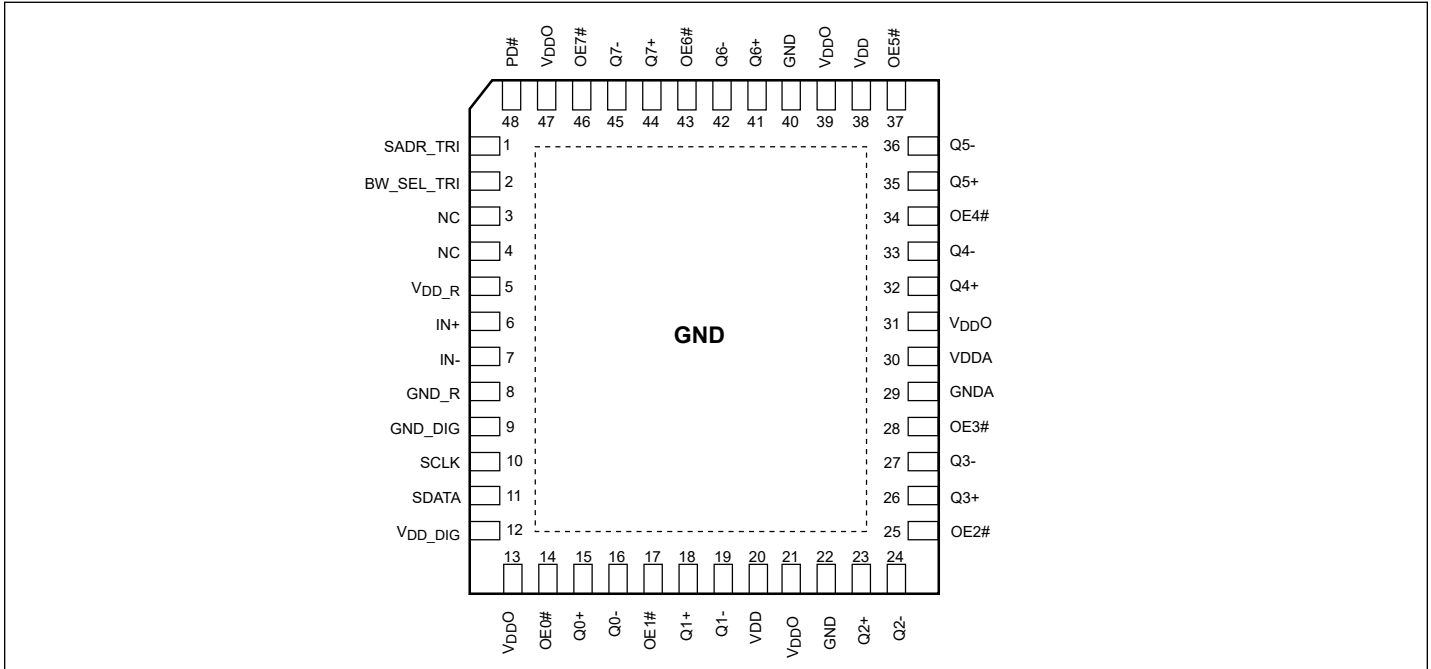 PD# VDDO OE7# Q7- Q7+ OE6# Q6- Q6+ GND VDDO VDD OE5#
48 47 46 45 44 43 42 41 40 39 38 37
SADR_TRI 1 36 Q5-
BW_SEL_TRI 2 35 Q5+
NC 3 34 OE4#
NC 4 33 Q4-
VDD_R 5 32 Q4+
IN+ 6 31 VDDO
GND
IN- 7 30 VDDA
GND_R 8 29 GNDA
GND_DIG 9 28 OE3#
SCLK 10 27 Q3-
SDATA 11 26 Q3+
VDD_DIG 12 25 OE2#
13 14 15 16 17 18 19 20 21 22 23 24
VDDO OE0# Q0+ Q0- OE1# Q1+ Q1- VDD VDDO GND Q2+ Q2-